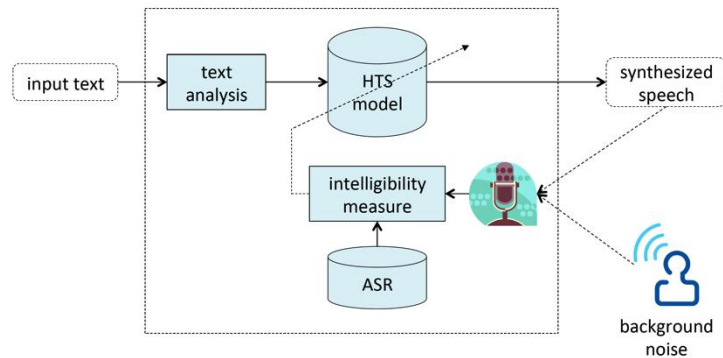 input text
text
analysis
HTS
model
synthesized
speech
intelligibility
measure
ASR
background
noise